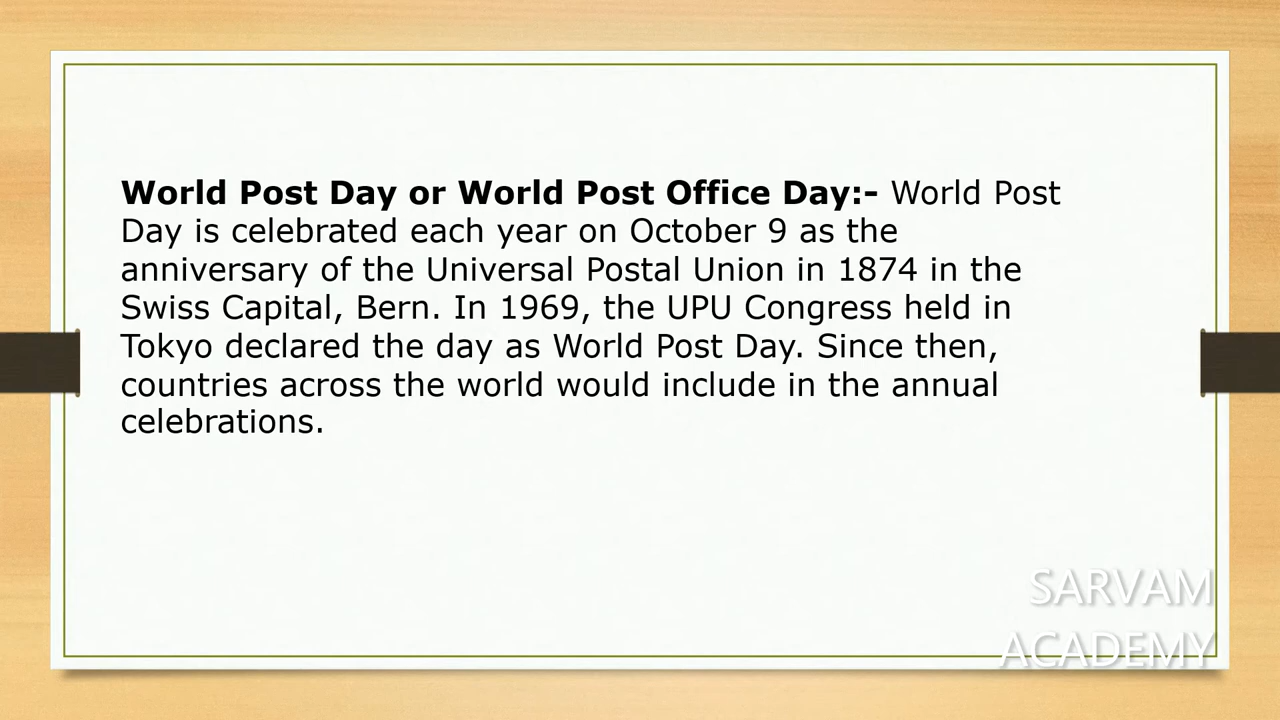 World Post Day or World Post Office Day:- World Post
Day is celebrated each year on October 9 as the
anniversary of the Universal Postal Union in 1874 in the
Swiss Capital, Bern. In 1969, the UPU Congress held in
Tokyo declared the day as World Post Day. Since then,
countries across the world would include in the annual
celebrations.
SARVAM
ACADEMY